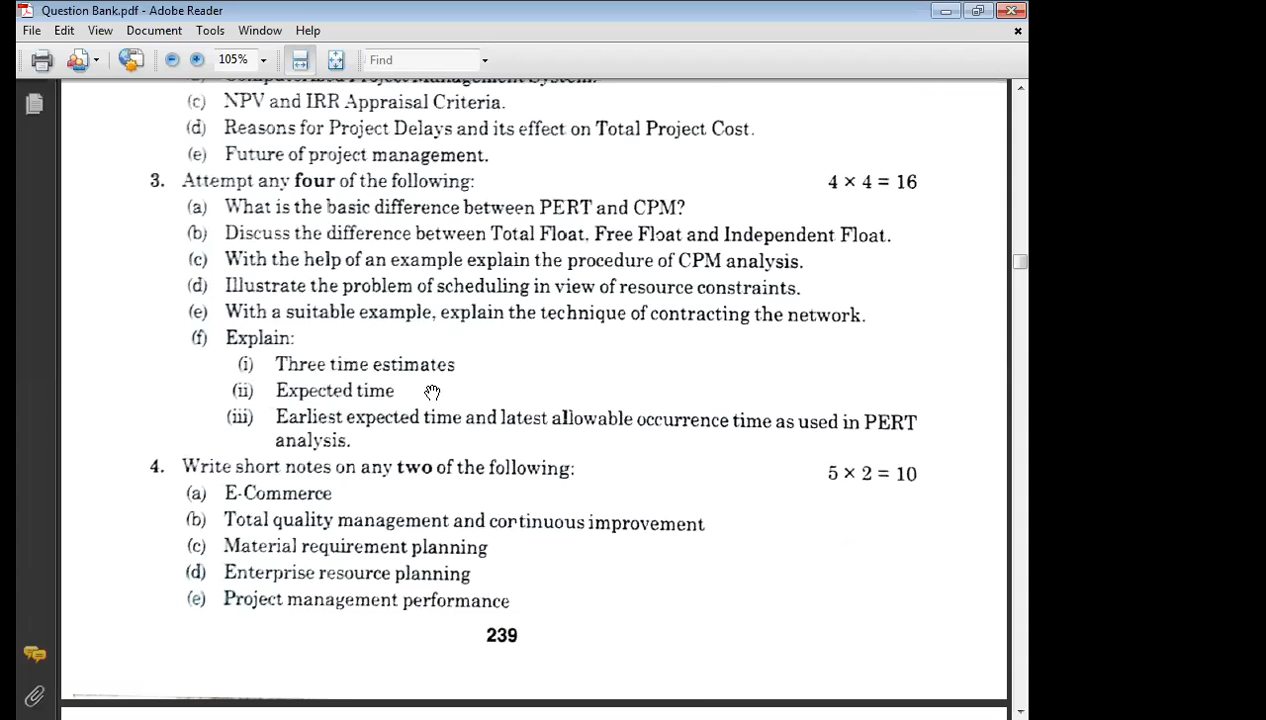 Question Bank.pdf - Adobe Reader
File Edit View Document Tools Window Help
105% Find
Project Management System.
(c) NPV and IRR Appraisal Criteria.
(d) Reasons for Project Delays and its effect on Total Project Cost.
(e) Future of project management.
3. Attempt any four of the following: 4 × 4 = 16
(a) What is the basic difference between PERT and CPM?
(b) Discuss the difference between Total Float, Free Float and Independent Float.
(c) With the help of an example explain the procedure of CPM analysis.
(d) Illustrate the problem of scheduling in view of resource constraints.
(e) With a suitable example, explain the technique of contracting the network.
(f) Explain:
(i) Three time estimates
(ii) Expected time
(iii) Earliest expected time and latest allowable occurrence time as used in PERT
analysis.
4. Write short notes on any two of the following: 5 × 2 = 10
(a) E-Commerce
(b) Total quality management and continuous improvement
(c) Material requirement planning
(d) Enterprise resource planning
(e) Project management performance
239